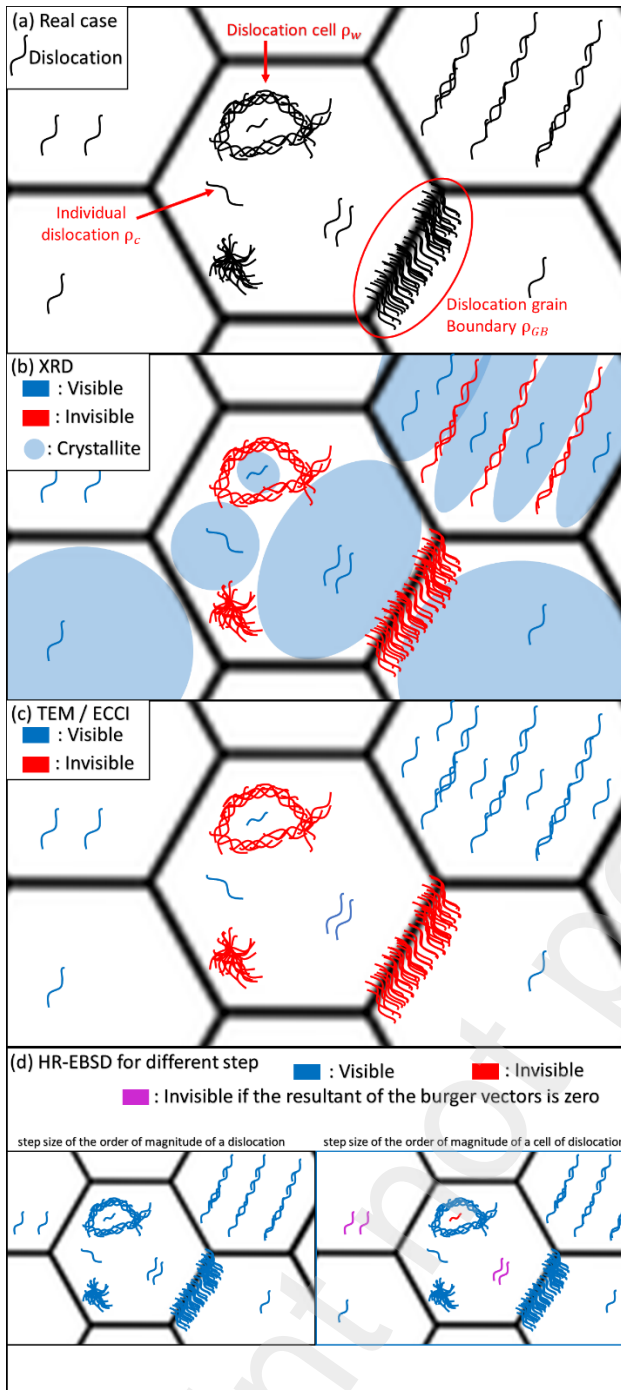 (a) Real case
Dislocation
Dislocation cell ρw
Individual
dislocation ρc
Dislocation grain
Boundary ρGB
(b) XRD
: Visible
: Invisible
: Crystallite
(c) TEM / ECCI
: Visible
: Invisible
(d) HR-EBSD for different step
: Visible
: Invisible
: Invisible if the resultant of the burger vectors is zero
step size of the order of magnitude of a dislocation
step size of the order of magnitude of a cell of dislocation
not p